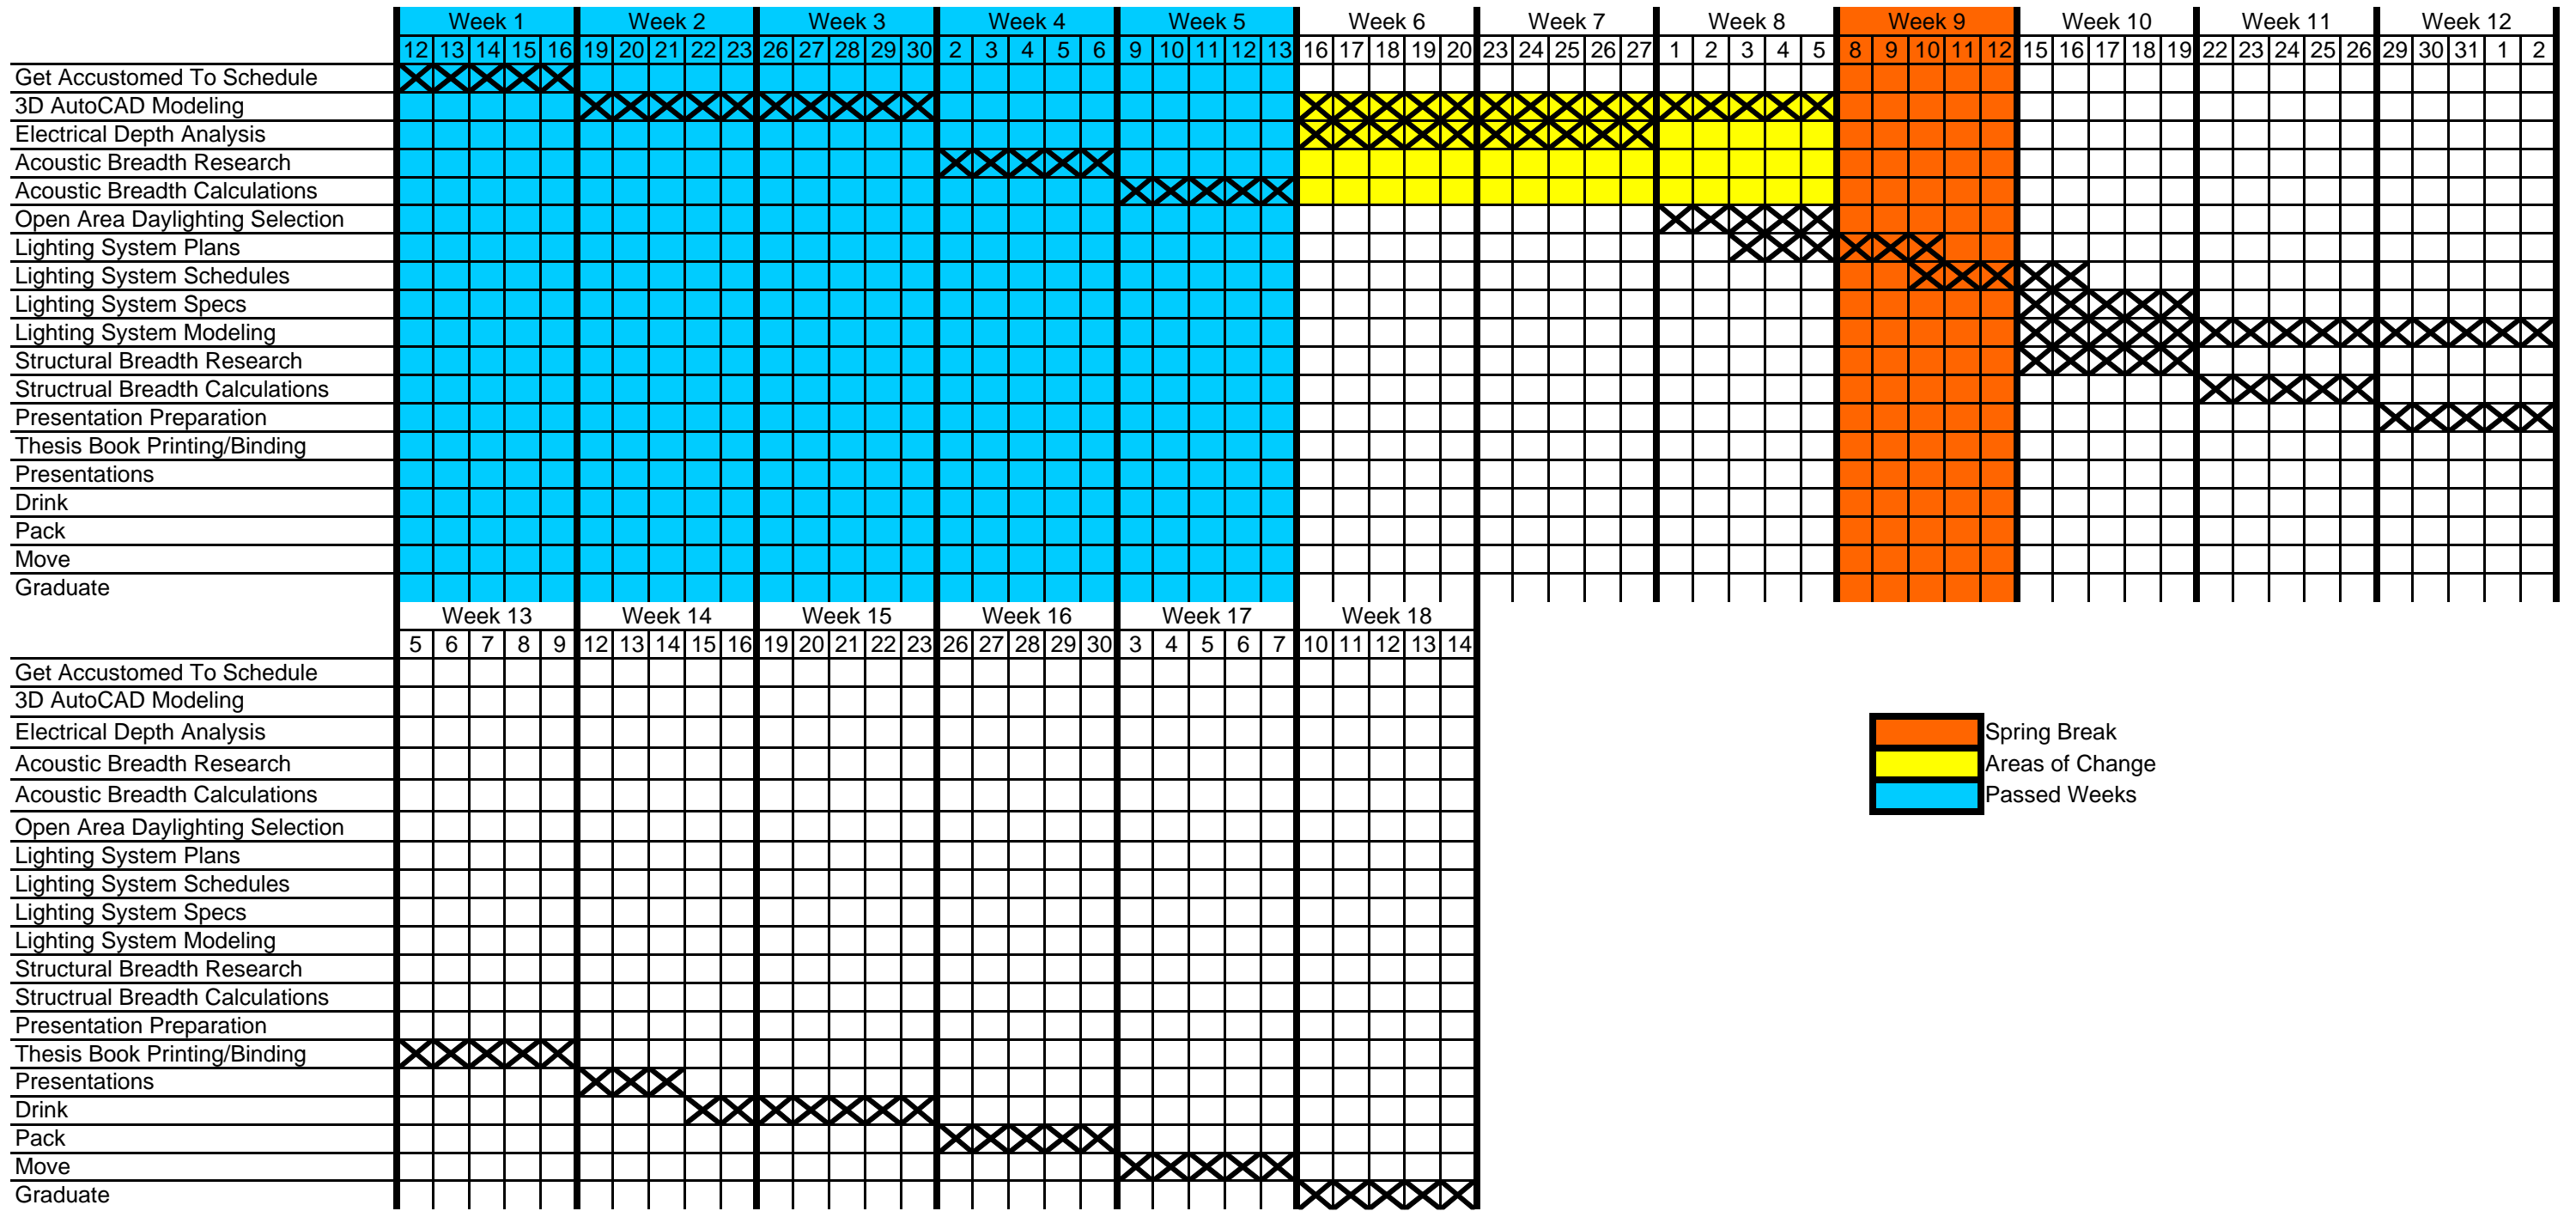 Week 1 Week 2 Week 3 Week 4 Week 5 Week 6 Week 7 Week 8 Week 9 Week 10 Week 11 Week 12
12 13 14 15 16 19 20 21 22 23 26 27 28 29 30 2 3 4 5 6 9 10 11 12 13 16 17 18 19 20 23 24 25 26 27 1 2 3 4 5 8 9 10 11 12 15 16 17 18 19 22 23 24 25 26 29 30 31 1 2
Get Accustomed To Schedule
3D AutoCAD Modeling
Electrical Depth Analysis
Acoustic Breadth Research
Acoustic Breadth Calculations
Open Area Daylighting Selection
Lighting System Plans
Lighting System Schedules
Lighting System Specs
Lighting System Modeling
Structural Breadth Research
Structrual Breadth Calculations
Presentation Preparation
Thesis Book Printing/Binding
Presentations
Drink
Pack
Move
Graduate
Week 13 Week 14 Week 15 Week 16 Week 17 Week 18
5 6 7 8 9 12 13 14 15 16 19 20 21 22 23 26 27 28 29 30 3 4 5 6 7 10 11 12 13 14
Get Accustomed To Schedule
3D AutoCAD Modeling
Electrical Depth Analysis
Acoustic Breadth Research
Acoustic Breadth Calculations
Open Area Daylighting Selection
Lighting System Plans
Lighting System Schedules
Lighting System Specs
Lighting System Modeling
Structural Breadth Research
Structrual Breadth Calculations
Presentation Preparation
Thesis Book Printing/Binding
Presentations
Drink
Pack
Move
Graduate
Spring Break
Areas of Change
Passed Weeks